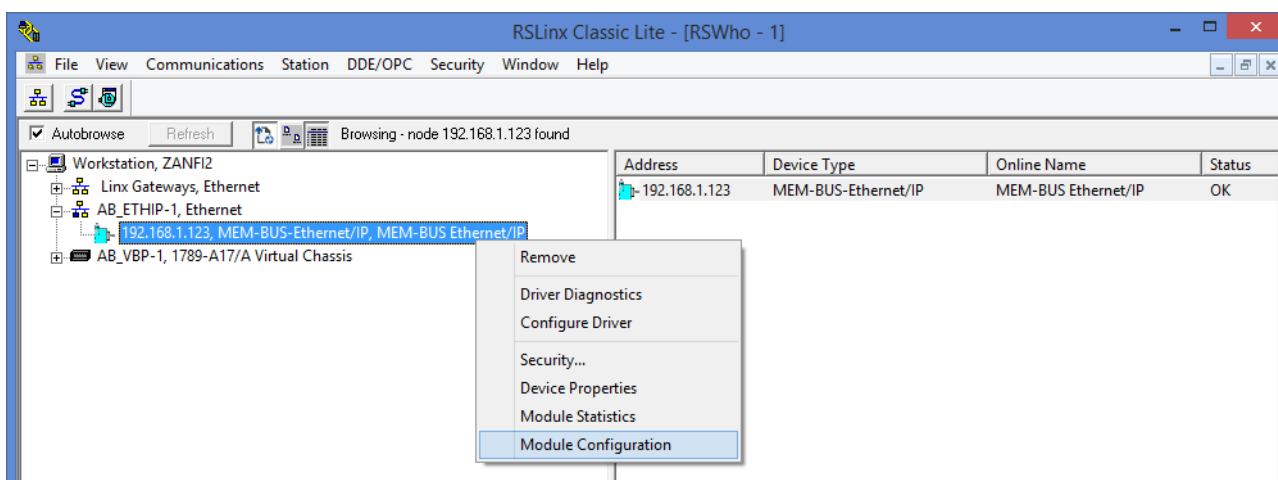 RSLinx Classic Lite - [RSWho - 1]
File View Communications Station DDE/OPC Security Window Help
Autobrowse Refresh Browsing - node 192.168.1.123 found
Workstation, ZANFI2
Linx Gateways, Ethernet
AB_ETHIP-1, Ethernet
192.168.1.123, MEM-BUS-Ethernet/IP, MEM-BUS Ethernet/IP
AB_VBP-1, 1789-A17/A Virtual Chassis
Address Device Type Online Name Status
192.168.1.123 MEM-BUS-Ethernet/IP MEM-BUS Ethernet/IP OK
Remove
Driver Diagnostics
Configure Driver
Security...
Device Properties
Module Statistics
Module Configuration